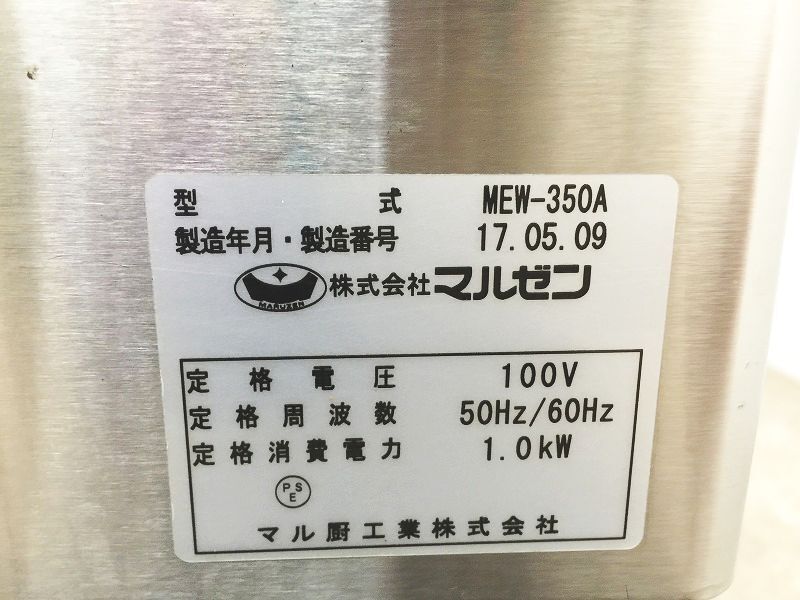 型式 MEW-350A
製造年月・製造番号 17.05.09
MARUZEN 株式会社マルゼン
定格電圧 100V
定格周波数 50Hz/60Hz
定格消費電力 1.0kW
PSE
マル厨工業株式会社